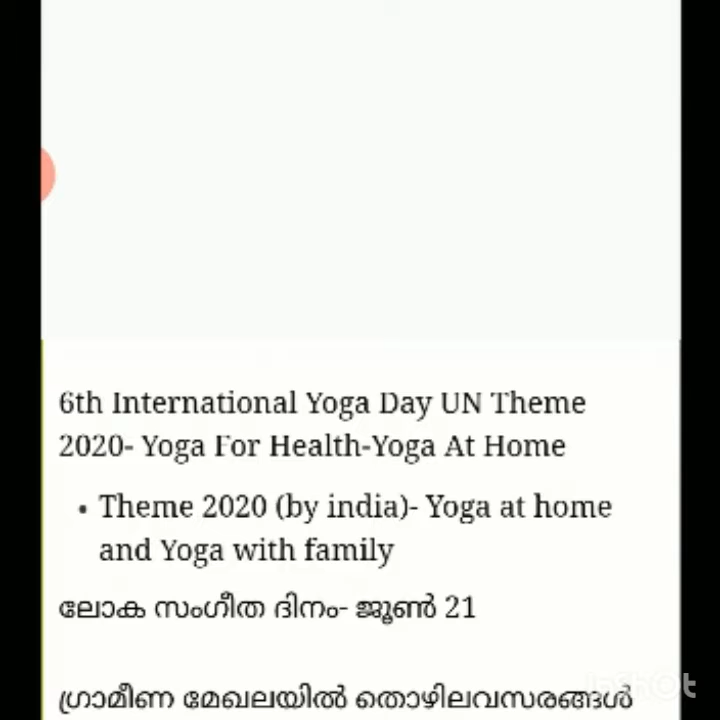 6th International Yoga Day UN Theme
2020- Yoga For Health-Yoga At Home
• Theme 2020 (by india)- Yoga at home
and Yoga with family
ലോക സംഗീത ദിനം- ജൂൺ 21
ഗ്രാമീണ മേഖലയിൽ തൊഴിലവസരങ്ങൾ
InShot